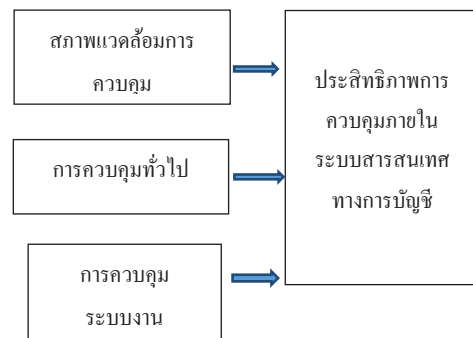 สภาพแวดล้อมการ
ควบคุม
การควบคุมทั่วไป
การควบคุม
ระบบงาน
ประสิทธิภาพการ
ควบคุมภายใน
ระบบสารสนเทศ
ทางการบัญชี